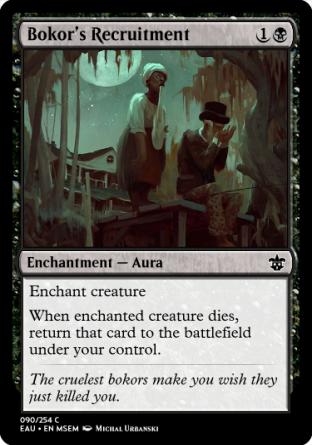 Bokor's Recruitment 1
Enchantment — Aura
Enchant creature
When enchanted creature dies,
return that card to the battlefield
under your control.
The cruelest bokors make you wish they
just killed you.
090/254 C
EAU • EN MSEM Michal Urbanski